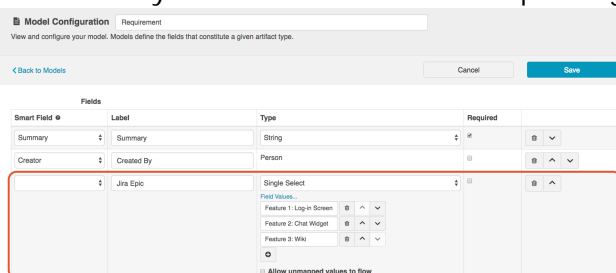 Model Configuration Requirement
View and configure your model. Models define the fields that constitute a given artifact type.
Back to Models Cancel Save
Fields
Smart Field Label Type Required
Summary Summary String
Creator Created By Person
Jira Epic Single Select
Field Values...
Feature 1: Log-in Screen
Feature 2: Chat Widget
Feature 3: Wiki
Allow unmapped values to flow